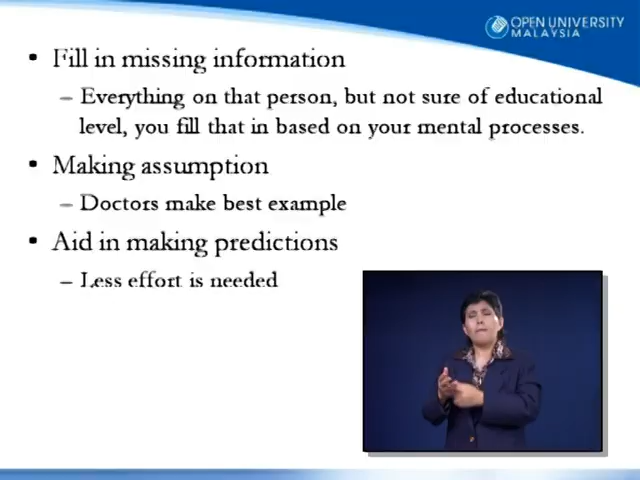 OPEN UNIVERSITY
MALAYSIA
• Fill in missing information
– Everything on that person, but not sure of educational
level, you fill that in based on your mental processes.
• Making assumption
– Doctors make best example
• Aid in making predictions
– Less effort is needed